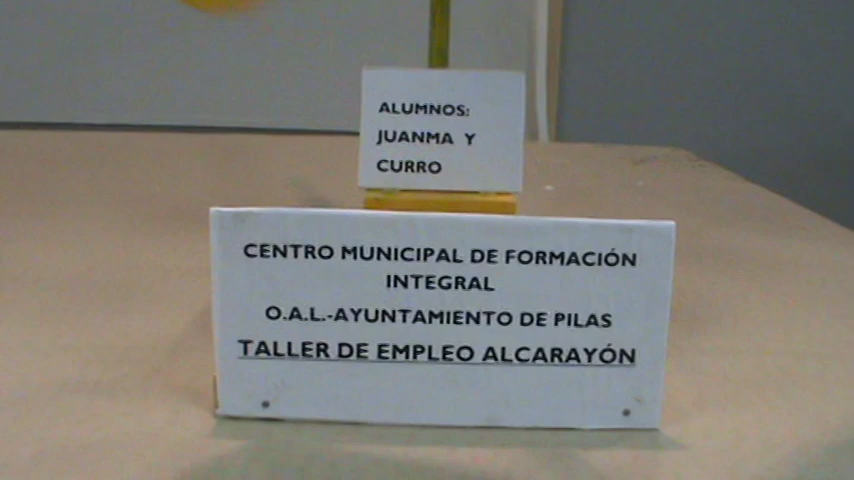 ALUMNOS:
JUANMA Y
CURRO
CENTRO MUNICIPAL DE FORMACIÓN
INTEGRAL
O.A.L.-AYUNTAMIENTO DE PILAS
TALLER DE EMPLEO ALCARAYÓN